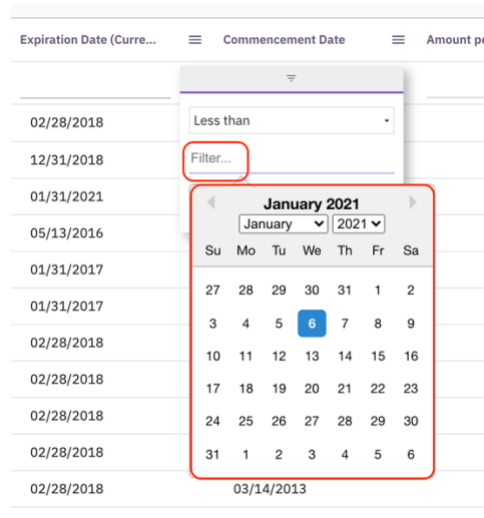 Expiration Date (Curre... Commencement Date Amount pe
Less than
Filter...
January 2021
January 2021
Su Mo Tu We Th Fr Sa
27 28 29 30 31 1 2
3 4 5 6 7 8 9
10 11 12 13 14 15 16
17 18 19 20 21 22 23
24 25 26 27 28 29 30
31 1 2 3 4 5 6
02/28/2018
12/31/2018
01/31/2021
05/13/2016
01/31/2017
01/31/2017
02/28/2018
02/28/2018
02/28/2018
02/28/2018
02/28/2018 03/14/2013